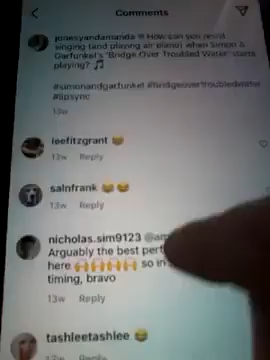 Comments
jonesyandamanda How can you resist
singing (and playing air piano) when Simon &
Garfunkel's "Bridge Over Troubled Water" starts
playing? 🎵
#simonandgarfunkel #bridgeovertroubledwater
#lipsync
13w
leefitzgrant 😂
13w Reply
salnfrank 😂😂
13w Reply
nicholas.sim9123 @am
Arguably the best perf
here 🙌🙌🙌🙌 so in
timing, bravo
13w Reply
tashleetashlee 😂
17w Reply